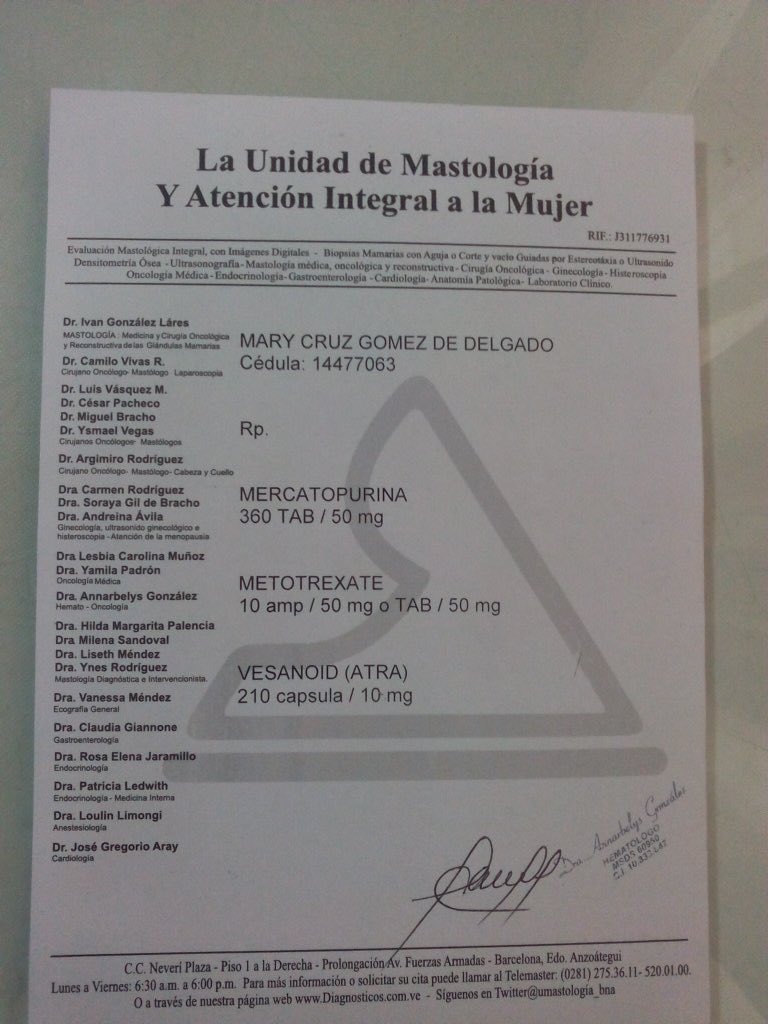 La Unidad de Mastología
Y Atención Integral a la Mujer
RIF.: J311776931
Evaluación Mastológica Integral, con Imágenes Digitales - Biopsias Mamarias con Aguja o Corte y vacío Guiadas por Estereotáxia o Ultrasonido
Densitometría Ósea - Ultrasonografía - Mastología médica, oncológica y reconstructiva - Cirugía Oncológica - Ginecología - Histeroscopia
Oncología Médica - Endocrinología - Gastroenterología - Cardiología - Anatomía Patológica - Laboratorio Clínico.
Dr. Ivan González Láres
MASTOLOGÍA: Medicina y Cirugía Oncológica
y Reconstructiva de las Glándulas Mamarias
Dr. Camilo Vivas R.
Cirujano Oncólogo- Mastólogo Laparoscopia
Dr. Luis Vásquez M.
Dr. César Pacheco
Dr. Miguel Bracho
Dr. Ysmael Vegas
Cirujanos Oncólogos- Mastólogos
Dr. Argimiro Rodríguez
Cirujano Oncólogo- Mastólogo- Cabeza y Cuello
Dra. Carmen Rodríguez
Dra. Soraya Gil de Bracho
Dra. Andreina Ávila
Ginecología, ultrasonido ginecológico e
histeroscopia -Atención de la menopausia
Dra. Lesbia Carolina Muñoz
Dra. Yamila Padrón
Oncología Médica
Dra. Annarbelys González
Hemato - Oncología
Dra. Hilda Margarita Palencia
Dra. Milena Sandoval
Dra. Liseth Méndez
Dra. Ynes Rodríguez
Mastología Diagnóstica e Intervencionista.
Dra. Vanessa Méndez
Ecografía General
Dra. Claudia Giannone
Gastroenterología
Dra. Rosa Elena Jaramillo
Endocrinología
Dra. Patricia Ledwith
Endocrinología - Medicina Interna
Dra. Loulin Limongi
Anestesiología
Dr. José Gregorio Aray
Cardiología
MARY CRUZ GOMEZ DE DELGADO
Cédula: 14477063
Rp.
MERCATOPURINA
360 TAB / 50 mg
METOTREXATE
10 amp / 50 mg o TAB / 50 mg
VESANOID (ATRA)
210 capsula / 10 mg
Dra. Annarbelys González
HEMATOLOGO
MSDS 60950
C.I. 10.333.
C.C. Neverí Plaza - Piso 1 a la Derecha - Prolongación Av. Fuerzas Armadas - Barcelona, Edo. Anzoátegui
Lunes a Viernes: 6:30 a.m. a 6:00 p.m. Para más información o solicitar su cita puede llamar al Telemaster: (0281) 275.36.11- 520.01.00.
O a través de nuestra página web www.Diagnosticos.com.ve - Síguenos en Twitter@umastología_bna